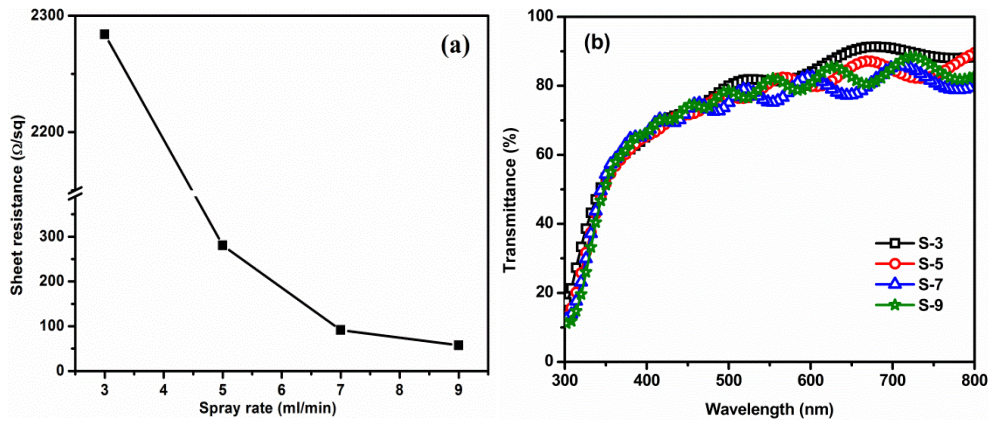 2300
(a)
2200
300
200
100
0
3 4 5 6 7 8 9
Spray rate (ml/min)
Sheet resistance (Ω/sq)
100
(b)
80
60
40
20
0
S-3
S-5
S-7
S-9
300 400 500 600 700 800
Wavelength (nm)
Transmittance (%)